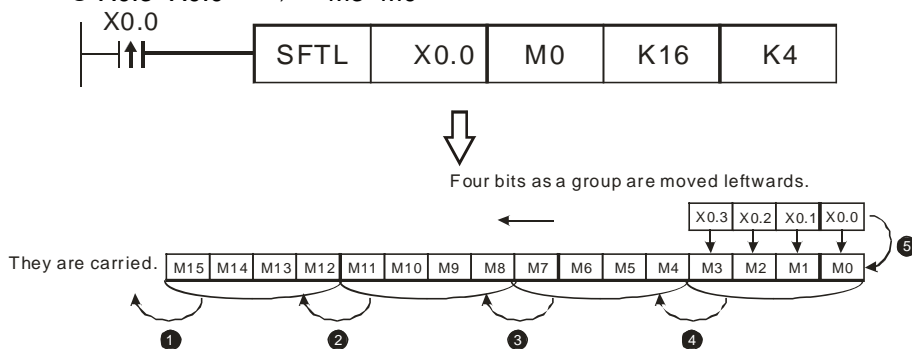 X0.0
SFTL X0.0 M0 K16 K4
Four bits as a group are moved leftwards.
X0.3 X0.2 X0.1 X0.0
5
They are carried. M15 M14 M13 M12 M11 M10 M9 M8 M7 M6 M5 M4 M3 M2 M1 M0
1 2 3 4